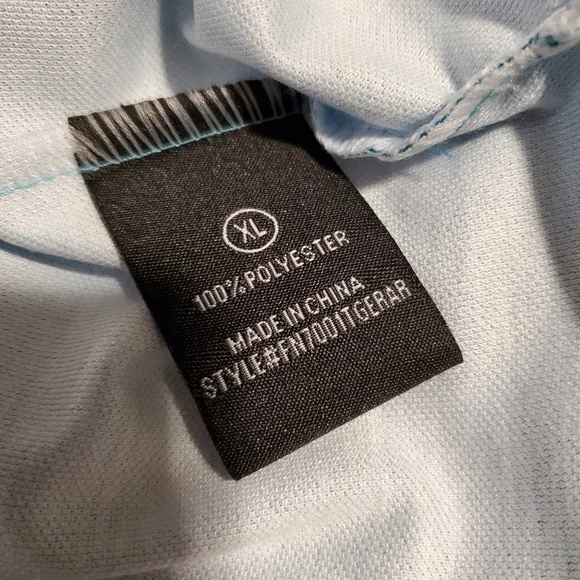 XL
100% POLYESTER
MADE IN CHINA
STYLE#FN7001TGERAR